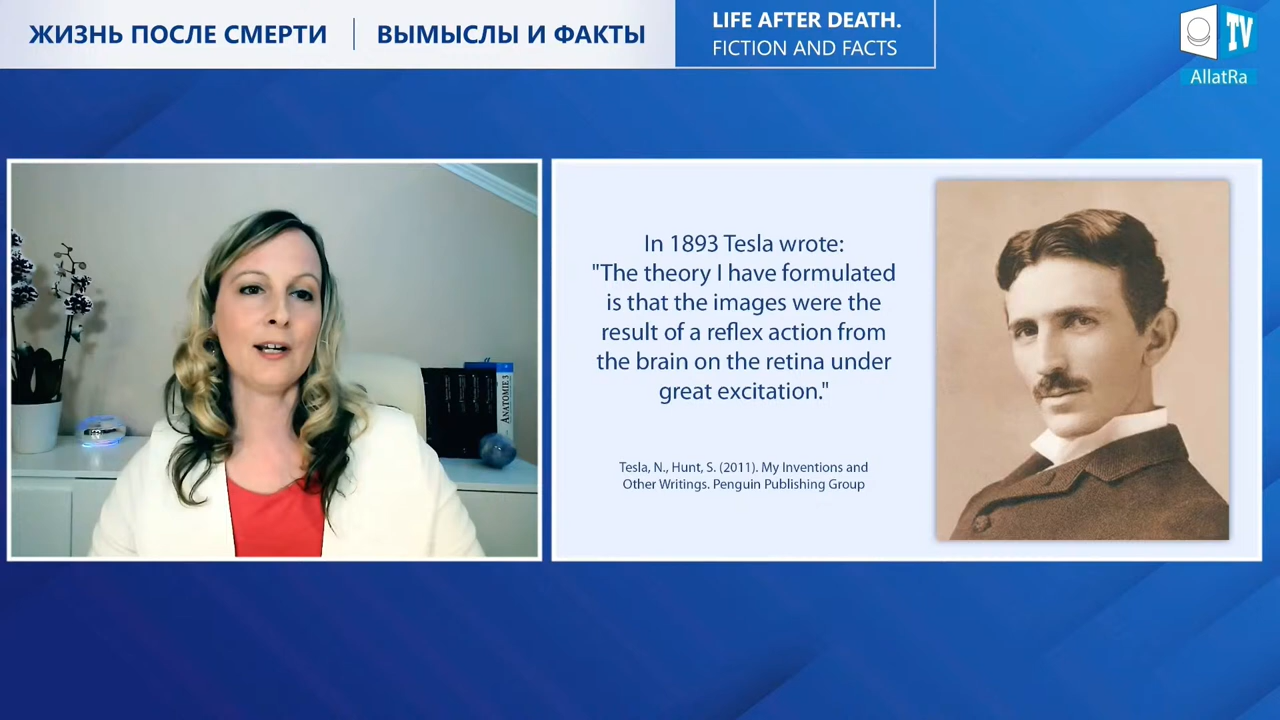 ЖИЗНЬ ПОСЛЕ СМЕРТИ
ВЫМЫСЛЫ И ФАКТЫ
LIFE AFTER DEATH.
FICTION AND FACTS
TV
AllatRa
ANATOMIE 3
In 1893 Tesla wrote:
"The theory I have formulated
is that the images were the
result of a reflex action from
the brain on the retina under
great excitation."
Tesla, N., Hunt, S. (2011). My Inventions and
Other Writings. Penguin Publishing Group